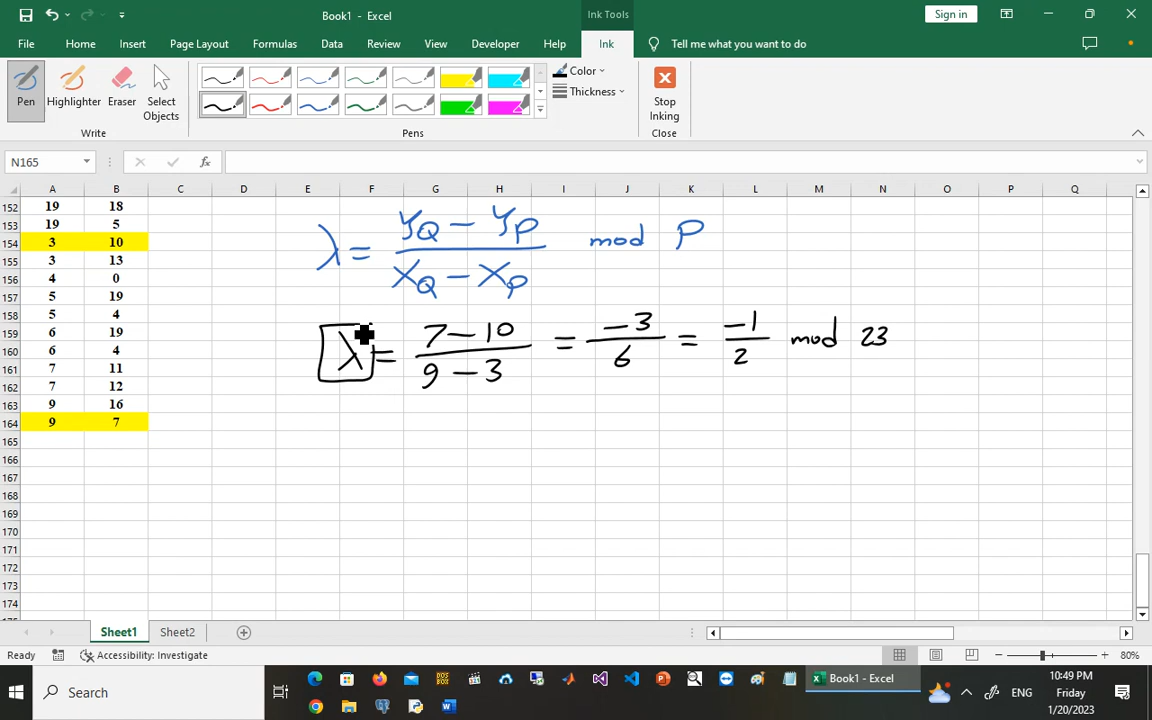 Book1 - Excel
Ink Tools
Sign in
File Home Insert Page Layout Formulas Data Review View Developer Help Ink Tell me what you want to do
Pen Highlighter Eraser Select Objects
Color
Thickness
Stop Inking
Write Pens Close
N165 fx
A B C D E F G H I J K L M N O P Q
152 19 18
153 19 5
154 3 10
155 3 13
156 4 0
157 5 19
158 5 4
159 6 19
160 6 4
161 7 11
162 7 12
163 9 16
164 9 7
165
166
167
168
169
170
171
172
173
174
λ = (yQ - yP) / (xQ - xP) mod P
λ = (7 - 10) / (9 - 3) = -3 / 6 = -1 / 2 mod 23
Sheet1 Sheet2
Ready Accessibility: Investigate 80%
Search
Book1 - Excel
ENG
10:49 PM
Friday
1/20/2023